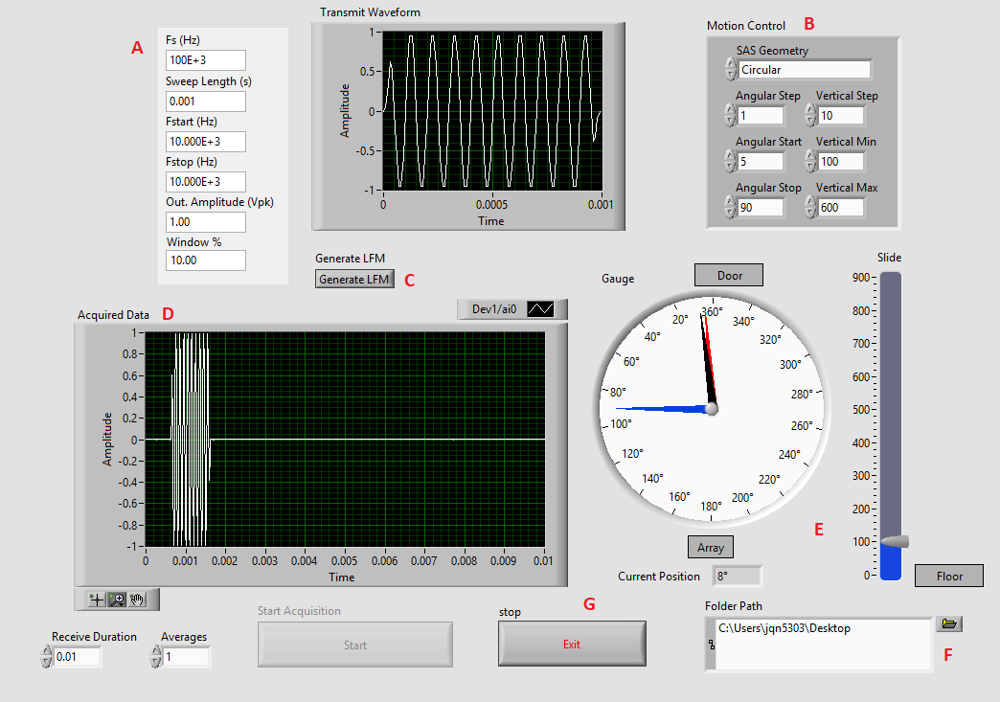 A
Fs (Hz)
100E+3
Sweep Length (s)
0.001
Fstart (Hz)
10.000E+3
Fstop (Hz)
10.000E+3
Out. Amplitude (Vpk)
1.00
Window %
10.00
Transmit Waveform
Amplitude
1
0.5
0
-0.5
-1
0 0.0005 0.001
Time
Motion Control B
SAS Geometry
Circular
Angular Step Vertical Step
1 10
Angular Start Vertical Min
5 100
Angular Stop Vertical Max
90 600
Generate LFM
Generate LFM C
Acquired Data D
Dev1/ai0
Amplitude
1
0.8
0.6
0.4
0.2
0
-0.2
-0.4
-0.6
-0.8
-1
0 0.001 0.002 0.003 0.004 0.005 0.006 0.007 0.008 0.009 0.01
Time
Gauge
Door
20° 360° 340°
40° 320°
60° 300°
80° 280°
100° 260°
120° 240°
140° 220°
160° 180° 200°
Array
Current Position 8°
E
Slide
900
800
700
600
500
400
300
200
100
0
Floor
Receive Duration Averages
0.01 1
Start Acquisition
Start
stop G
Exit
Folder Path
C:\Users\jqn5303\Desktop
F